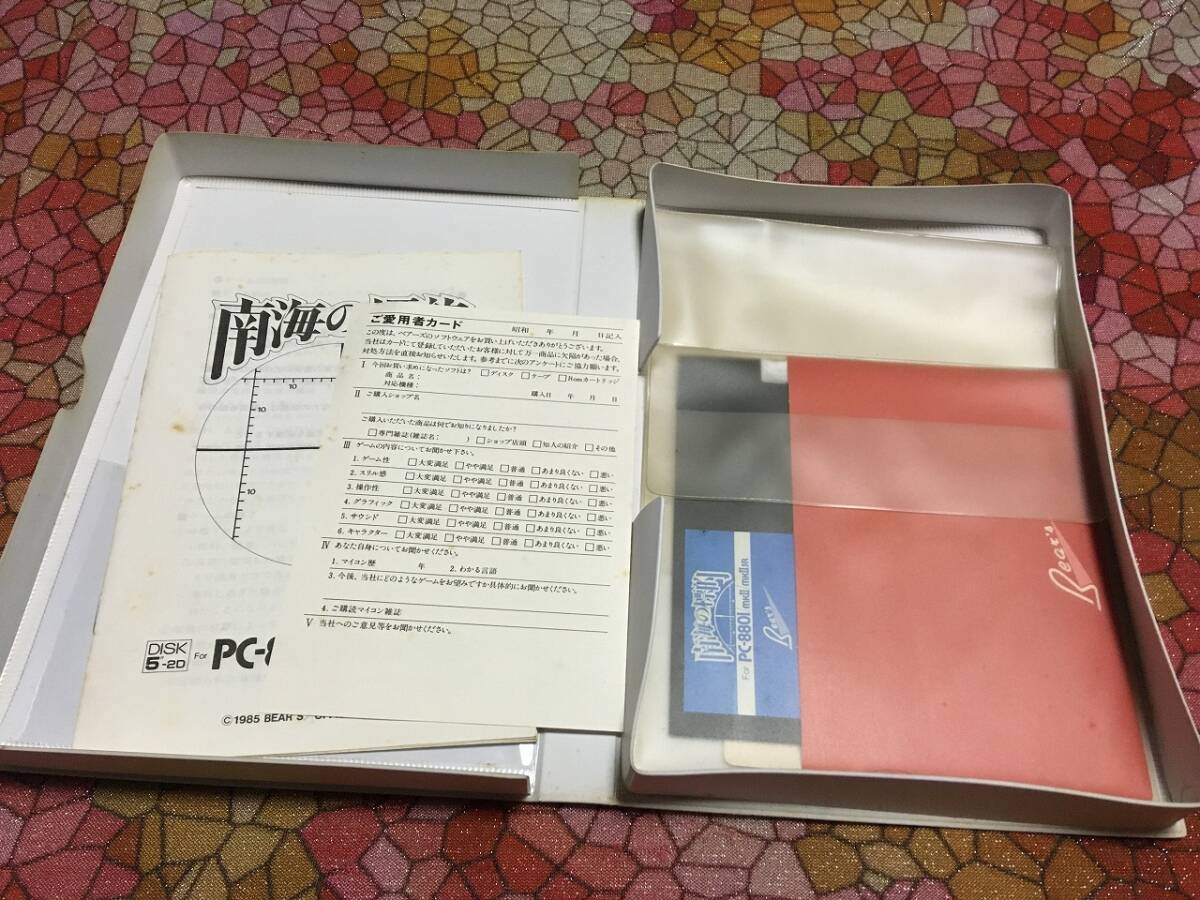 南海の
10
10
DISK
5"-2D
For
PC-8
©1985 BEAR'S
ご愛用者カード
昭和 年 月 日記入
この度は、ベアーズのソフトウェアをお買い上げいただきありがとうございます。
当社はカードにて登録していただいたお客様に対して万一商品に欠陥があった場合、
対処方法を直接お知らせいたします。参考までに次のアンケートにご協力願います。
I 今回お買い求めになったソフトは? □ディスク □テープ □Romカートリッジ
商品名:
対応機種:
II ご購入ショップ名 購入日 年 月 日
ご購入いただいた商品は何でお知りになりましたか?
□専門雑誌(雑誌名: ) □ショップ店頭 □知人の紹介 □その他
III ゲームの内容についてお聞かせ下さい。
1. ゲーム性 □大変満足 □やや満足 □普通 □あまり良くない □悪い
2. スリル感 □大変満足 □やや満足 □普通 □あまり良くない □悪い
3. 操作性 □大変満足 □やや満足 □普通 □あまり良くない □悪い
4. グラフィック □大変満足 □やや満足 □普通 □あまり良くない □悪い
5. サウンド □大変満足 □やや満足 □普通 □あまり良くない □悪い
6. キャラクター □大変満足 □やや満足 □普通 □あまり良くない □悪い
IV あなた自身についてお聞かせください。
1. マイコン歴 年 2. わかる言語
3. 今後、当社にどのようなゲームをお望みですか具体的にお聞かせください。
4. ご購読マイコン雑誌
V 当社へのご意見等をお聞かせください。
南海の標的
For PC-8801 mkII mkIISR
Bear's
Bear's